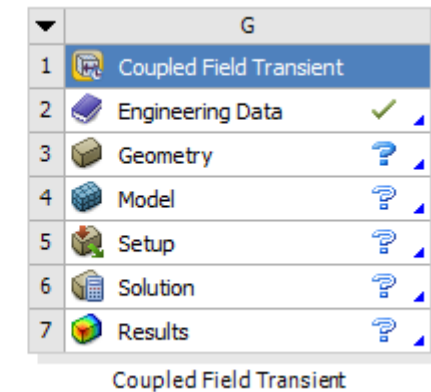 G
1 Coupled Field Transient
2 Engineering Data
3 Geometry
4 Model
5 Setup
6 Solution
7 Results
Coupled Field Transient